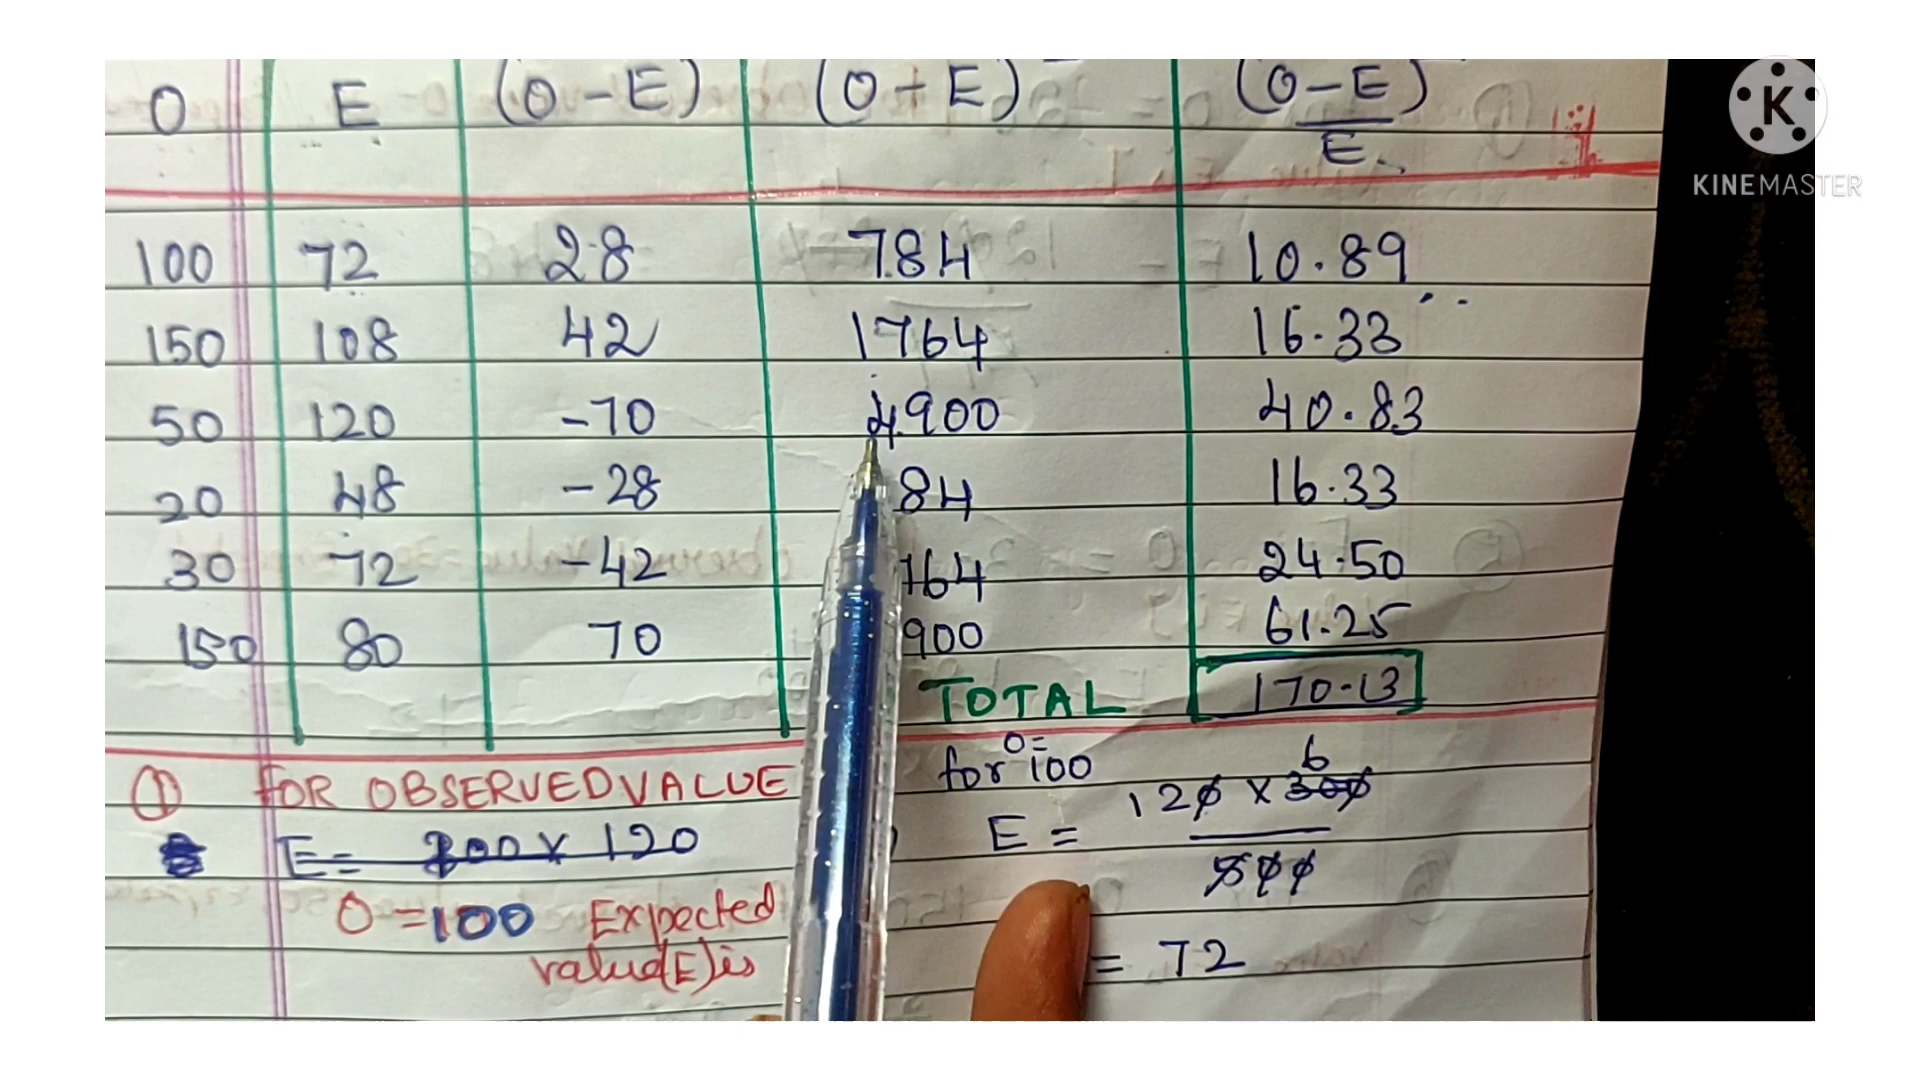 O E (O-E) (O-E) (O-E)
E
K
KINEMASTER
100 72 28 784 10.89
150 108 42 1764 16.33
50 120 -70 4900 40.83
20 48 -28 84 16.33
30 72 -42 764 24.50
150 80 70 900 61.25
TOTAL 170.13
① FOR OBSERVED VALUE
E= 300 x 120
O=100 Expected
value(E) is
O=
for 100
6
E = 120 x 300
500
= 72